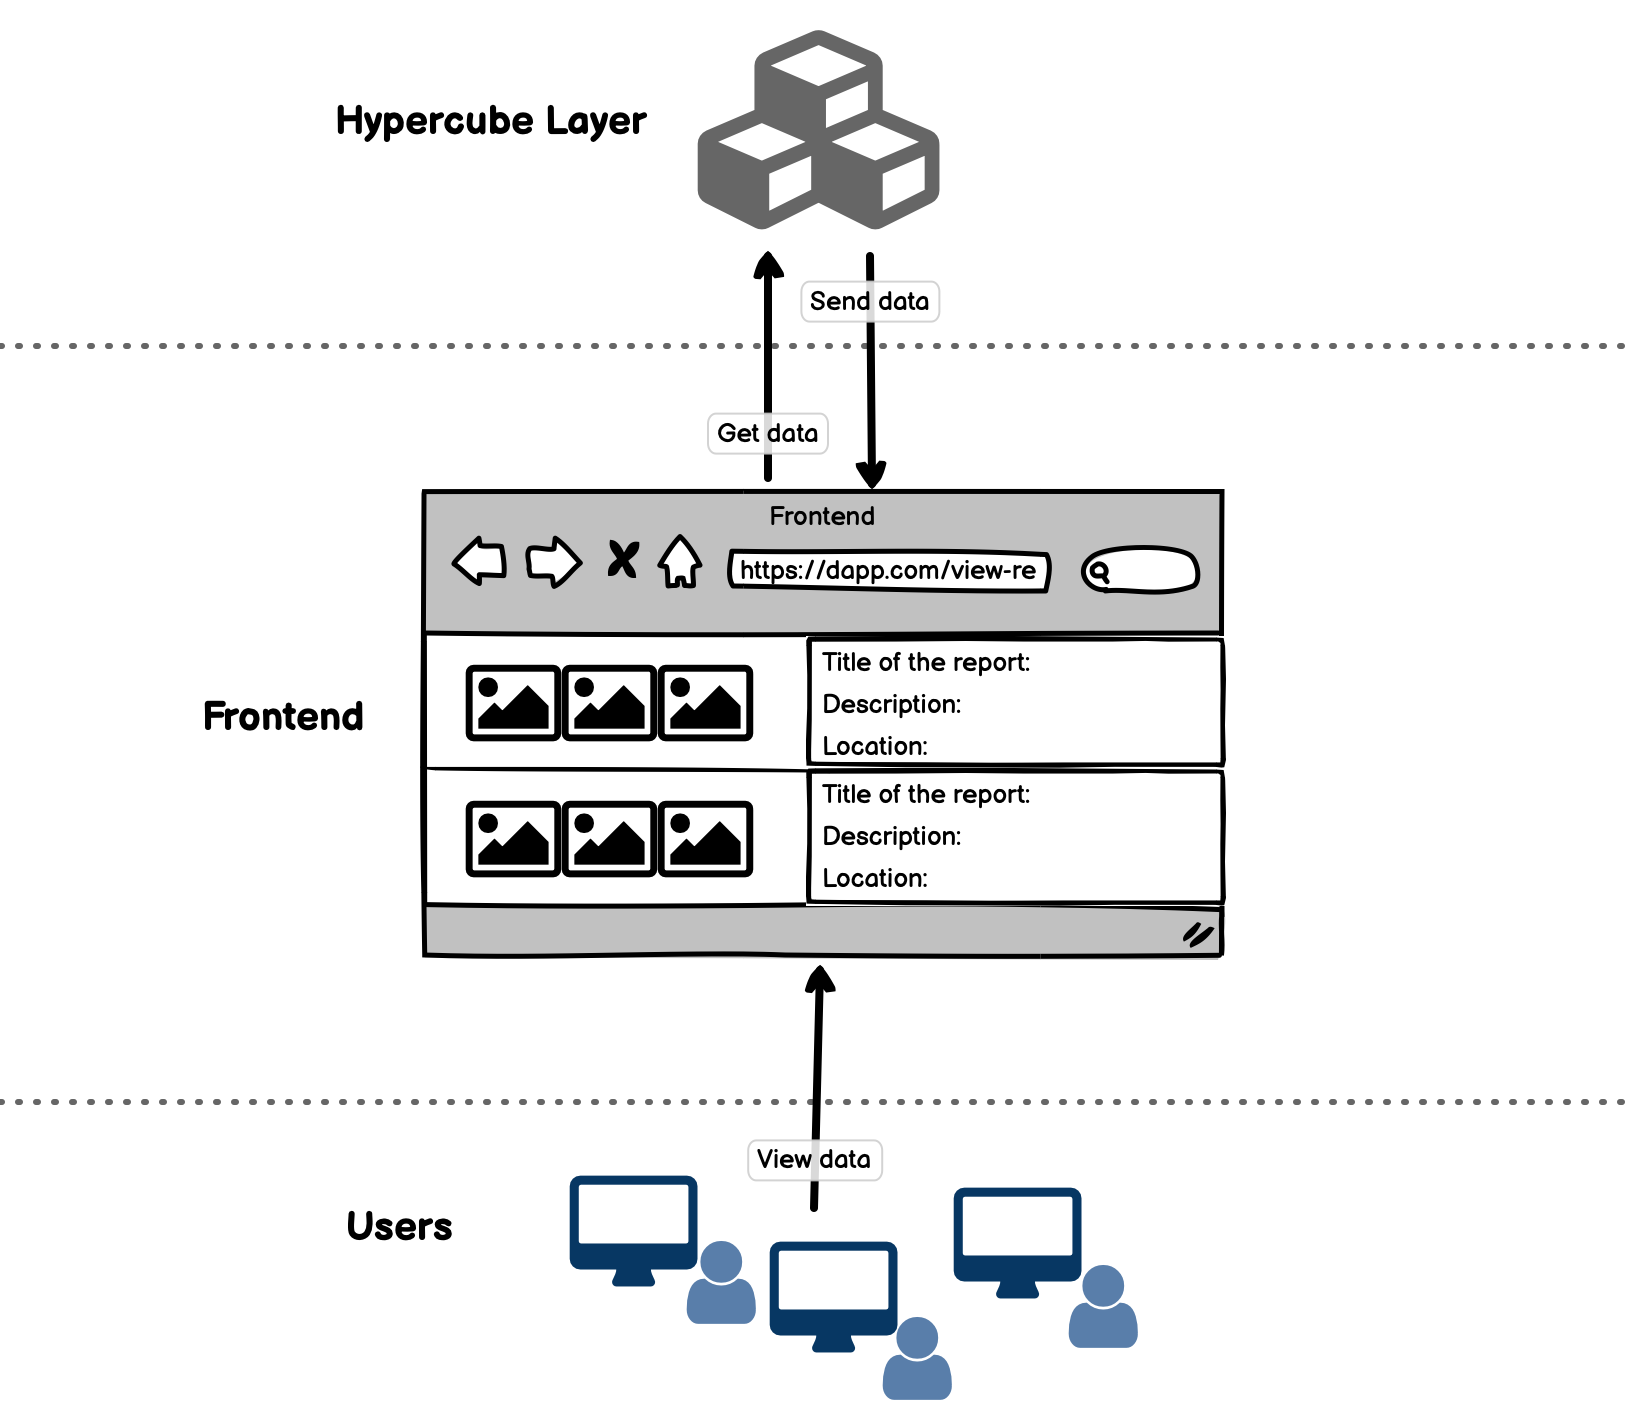 Hypercube Layer
Send data
Get data
Frontend
https://dapp.com/view-re
Title of the report:
Description:
Location:
Frontend
Title of the report:
Description:
Location:
View data
Users